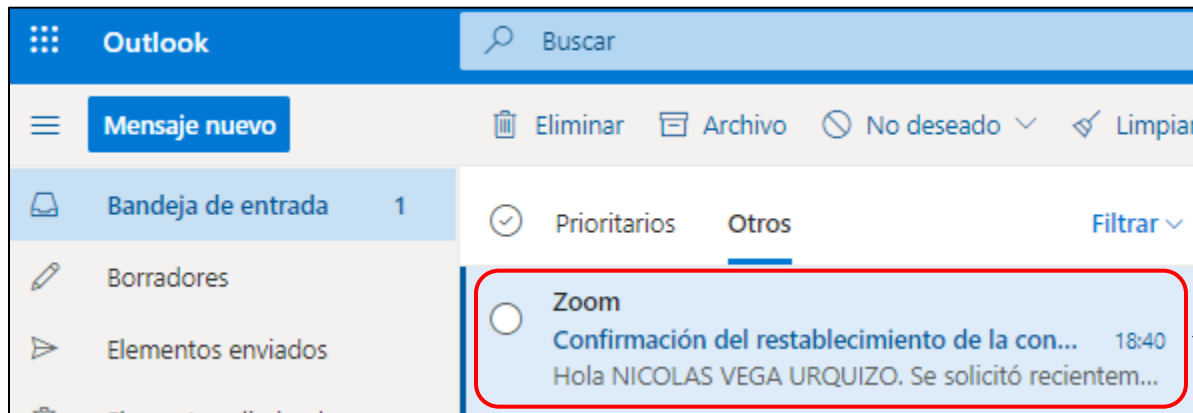 Outlook
Buscar
Mensaje nuevo
Eliminar Archivo No deseado Limpiar
Bandeja de entrada 1
Prioritarios Otros Filtrar
Borradores
Elementos enviados
Zoom
Confirmación del restablecimiento de la con... 18:40
Hola NICOLAS VEGA URQUIZO. Se solicitó recientem...